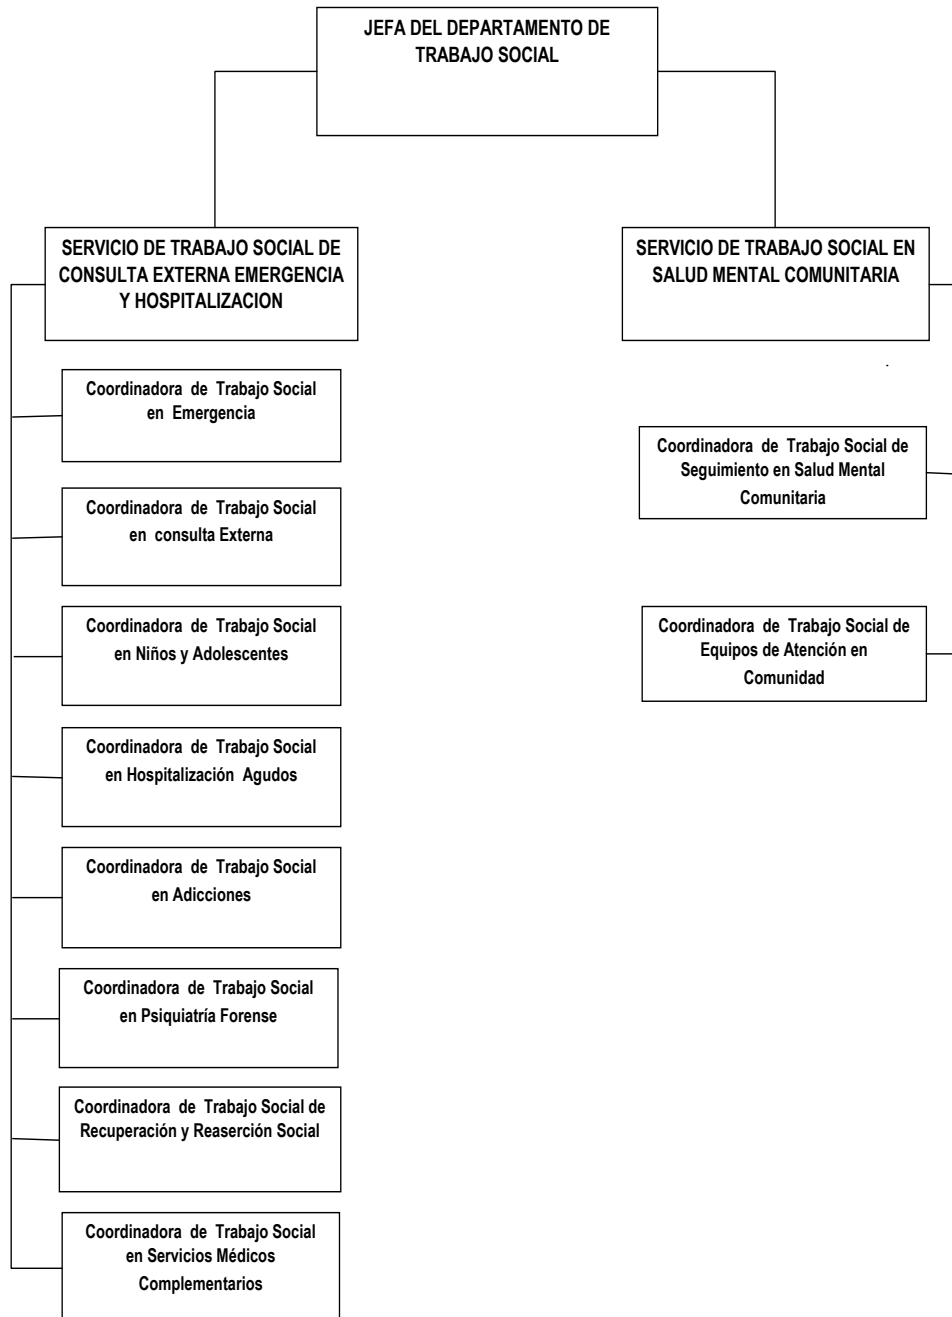 JEFA DEL DEPARTAMENTO DE
TRABAJO SOCIAL
SERVICIO DE TRABAJO SOCIAL DE
CONSULTA EXTERNA EMERGENCIA
Y HOSPITALIZACION
Coordinadora de Trabajo Social
en Emergencia
Coordinadora de Trabajo Social
en consulta Externa
Coordinadora de Trabajo Social
en Niños y Adolescentes
Coordinadora de Trabajo Social
en Hospitalización Agudos
Coordinadora de Trabajo Social
en Adicciones
Coordinadora de Trabajo Social
en Psiquiatría Forense
Coordinadora de Trabajo Social de
Recuperación y Reaserción Social
Coordinadora de Trabajo Social
en Servicios Médicos
Complementarios
SERVICIO DE TRABAJO SOCIAL EN
SALUD MENTAL COMUNITARIA
Coordinadora de Trabajo Social de
Seguimiento en Salud Mental
Comunitaria
Coordinadora de Trabajo Social de
Equipos de Atención en
Comunidad